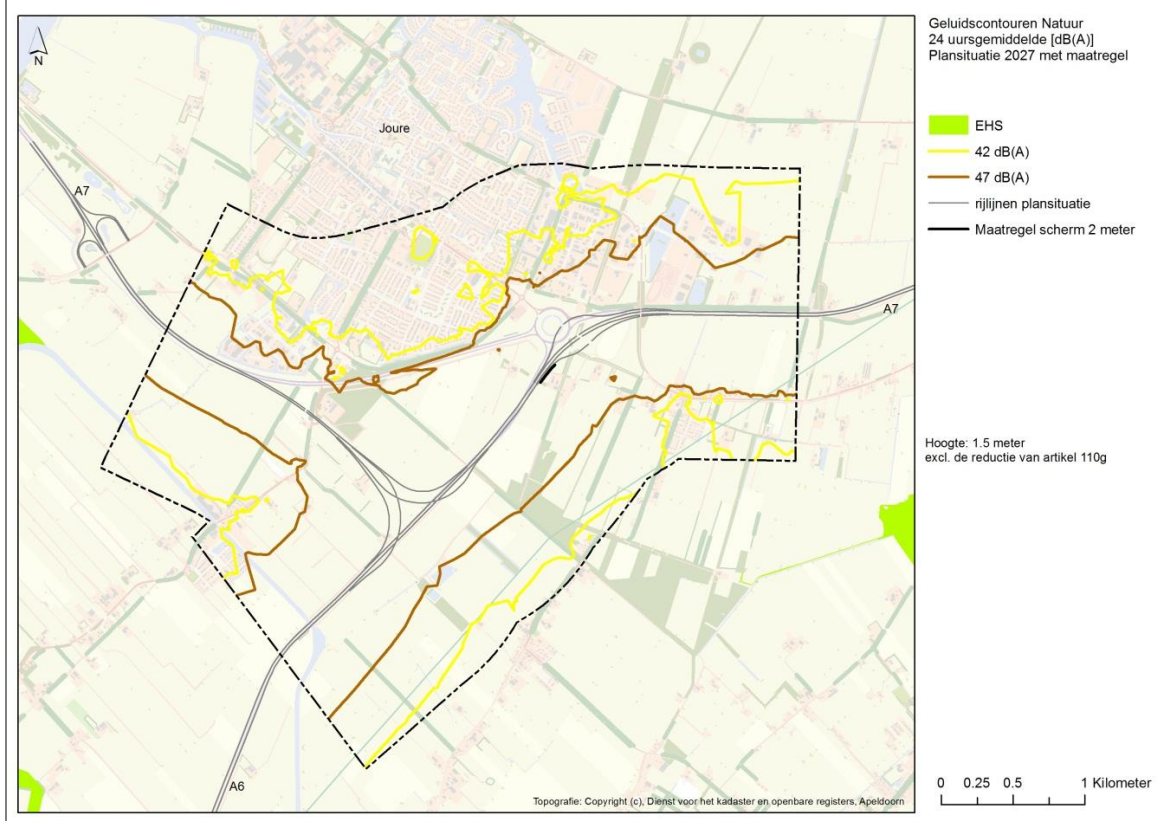 Geluidscontouren Natuur
24 uursgemiddelde [dB(A)]
Plansituatie 2027 met maatregel
EHS
42 dB(A)
47 dB(A)
rijlijnen plansituatie
Maatregel scherm 2 meter
N
Joure
A7
A7
Hoogte: 1.5 meter
excl. de reductie van artikel 110g
A6
Topografie: Copyright (c), Dienst voor het kadaster en openbare registers, Apeldoorn
0 0.25 0.5 1 Kilometer